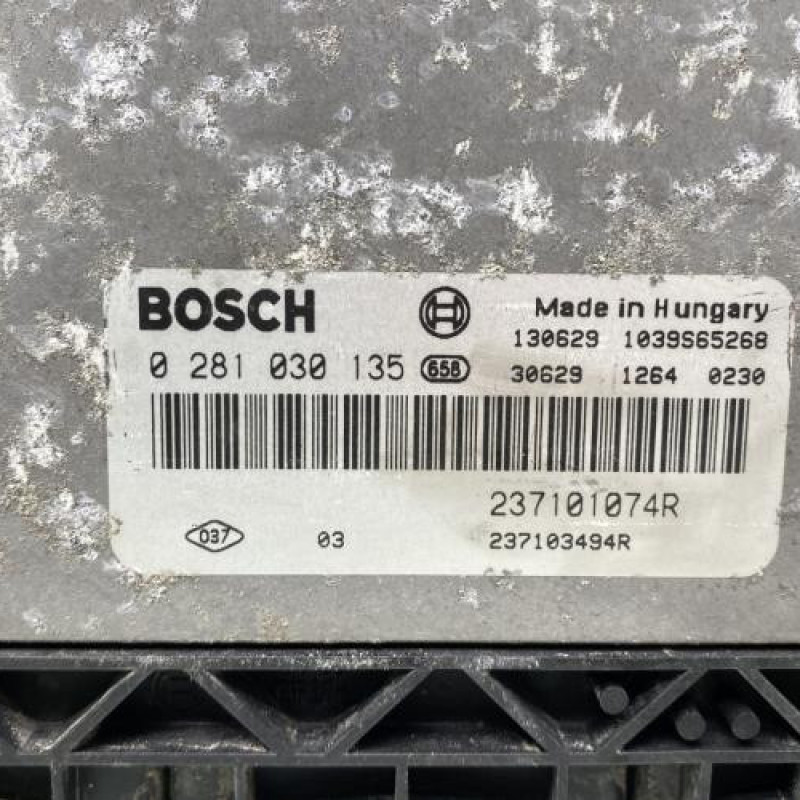 BOSCH
Made in Hungary
130629 1039S65268
0 281 030 135 658
30629 1264 0230
237101074R
037 03 237103494R